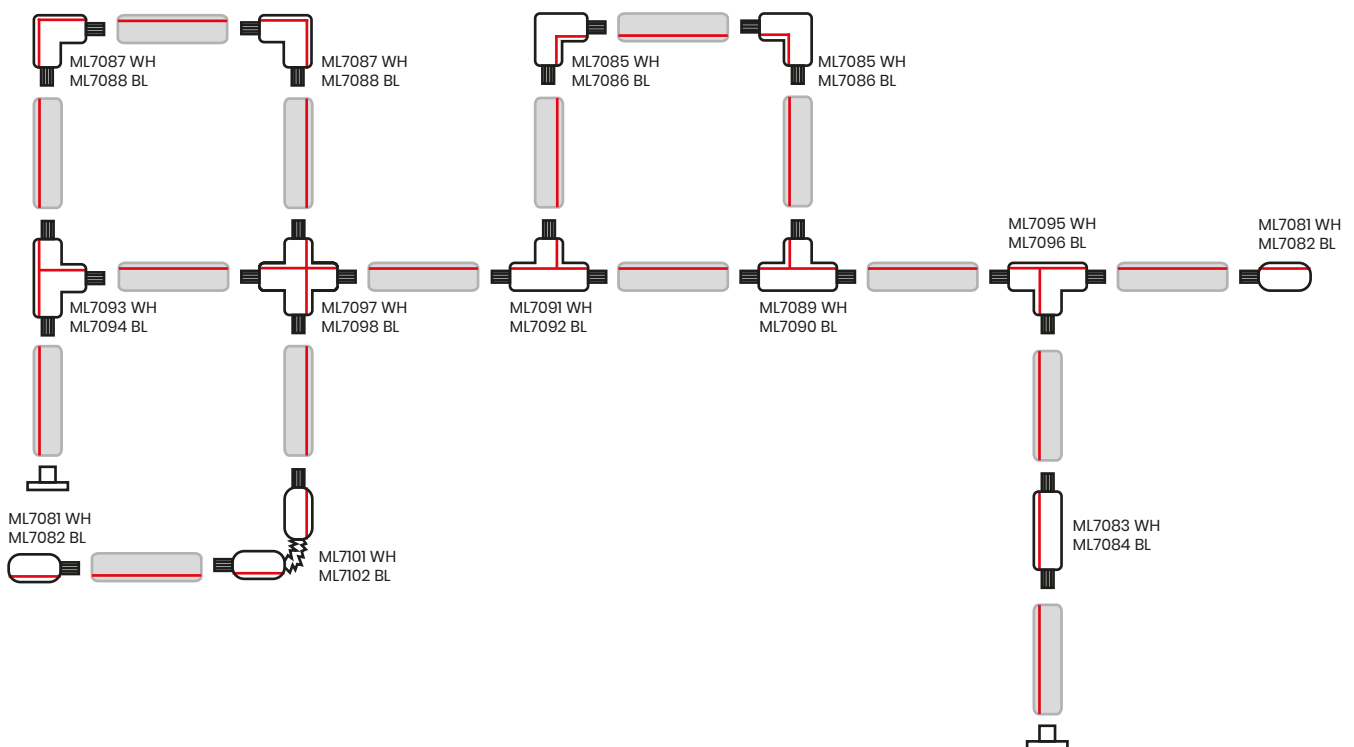 ML7087 WH
ML7088 BL
ML7087 WH
ML7088 BL
ML7085 WH
ML7086 BL
ML7085 WH
ML7086 BL
ML7095 WH
ML7096 BL
ML7081 WH
ML7082 BL
ML7093 WH
ML7094 BL
ML7097 WH
ML7098 BL
ML7091 WH
ML7092 BL
ML7089 WH
ML7090 BL
ML7081 WH
ML7082 BL
ML7101 WH
ML7102 BL
ML7083 WH
ML7084 BL